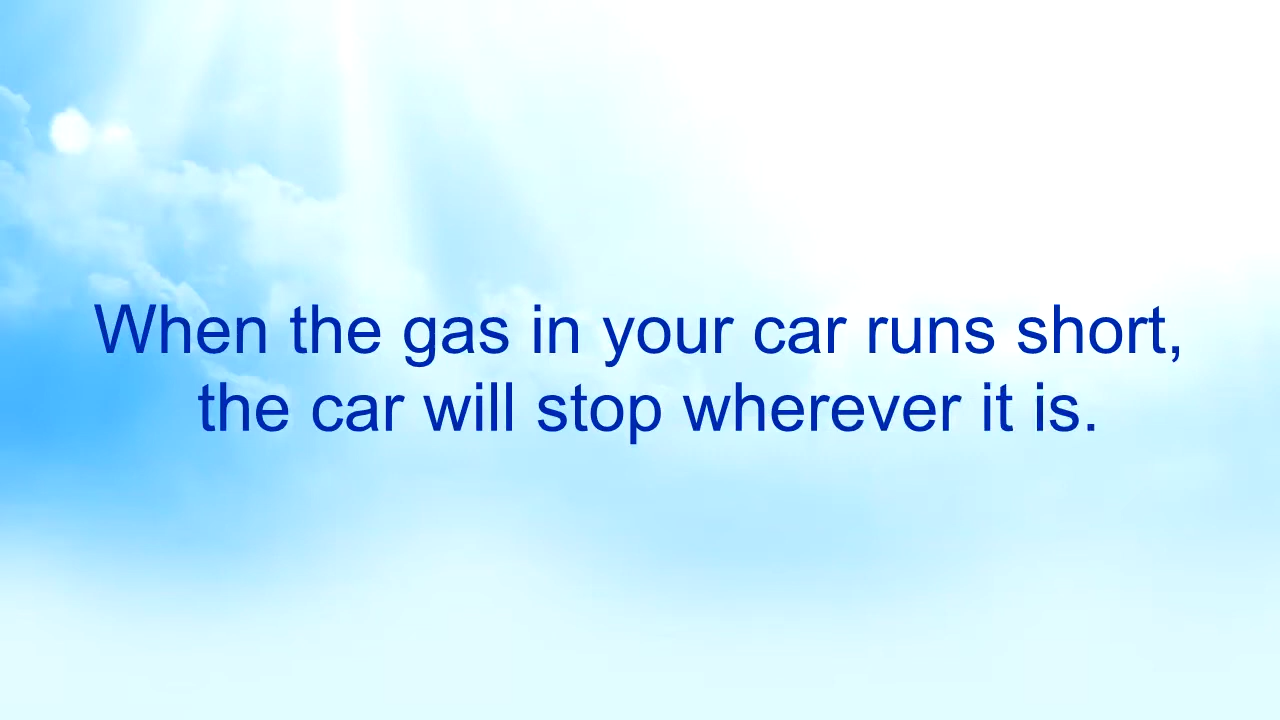 When the gas in your car runs short,
the car will stop wherever it is.